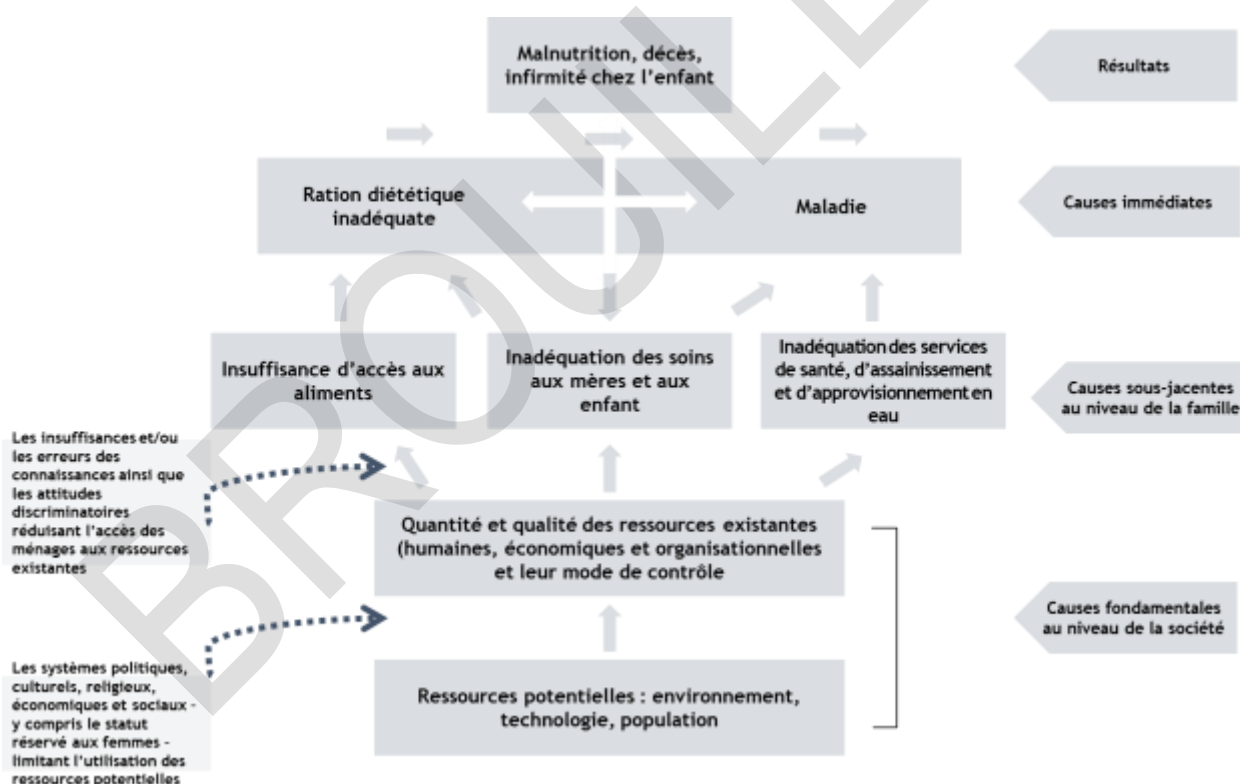 Malnutrition, décès,
infirmité chez l'enfant
Résultats
Ration diététique
inadéquate
Maladie
Causes immédiates
Insuffisance d'accès aux
aliments
Inadéquation des soins
aux mères et aux
enfant
Inadéquation des services
de santé, d'assainissement
et d'approvisionnement en
eau
Causes sous-jacentes
au niveau de la famille
Les insuffisances et/ou
les erreurs des
connaissances ainsi que
les attitudes
discriminatoires
réduisant l'accès des
ménages aux ressources
existantes
Quantité et qualité des ressources existantes
(humaines, économiques et organisationnelles
et leur mode de contrôle
Causes fondamentales
au niveau de la société
Les systèmes politiques,
culturels, religieux,
économiques et sociaux -
y compris le statut
réservé aux femmes -
limitant l'utilisation des
ressources potentielles
Ressources potentielles : environnement,
technologie, population